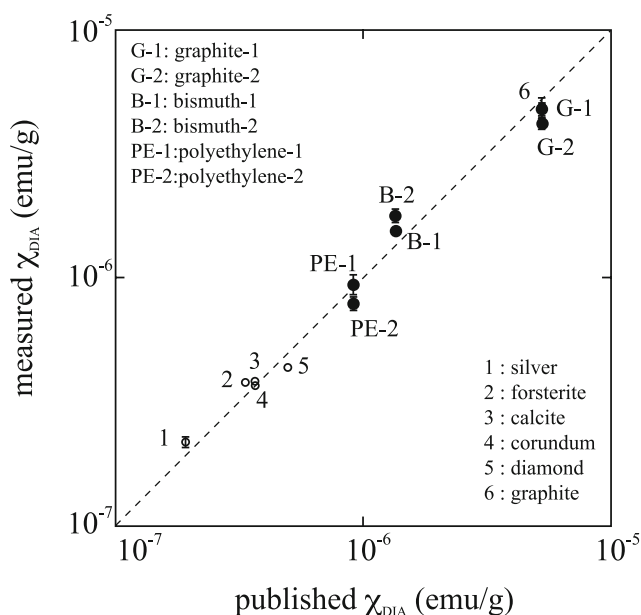 10⁻⁵
G-1: graphite-1
G-2: graphite-2
B-1: bismuth-1
B-2: bismuth-2
PE-1:polyethylene-1
PE-2:polyethylene-2
6
G-1
G-2
B-2
B-1
measured χDIA (emu/g)
10⁻⁶
PE-1
PE-2
2
3
4
5
1
1 : silver
2 : forsterite
3 : calcite
4 : corundum
5 : diamond
6 : graphite
10⁻⁷
10⁻⁷
10⁻⁶
10⁻⁵
published χDIA (emu/g)